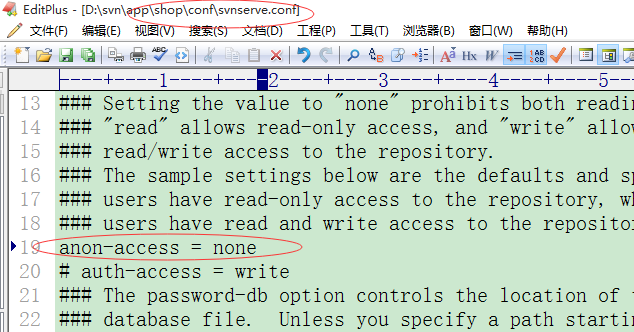 EditPlus - [D:\svn\app\shop\conf\svnserve.conf]
文件(F) 编辑(E) 视图(V) 搜索(S) 文档(D) 工程(P) 工具(T) 浏览器(B) 窗口(W) 帮助(H)
----+----1----+----2----+----3----+----4----+----5
13 ### Setting the value to "none" prohibits both readin
14 ### "read" allows read-only access, and "write" allo
15 ### read/write access to the repository.
16 ### The sample settings below are the defaults and sp
17 ### users have read-only access to the repository, wh
18 ### users have read and write access to the repositor
19 anon-access = none
20 # auth-access = write
21 ### The password-db option controls the location of t
22 ### database file. Unless you specify a path startin